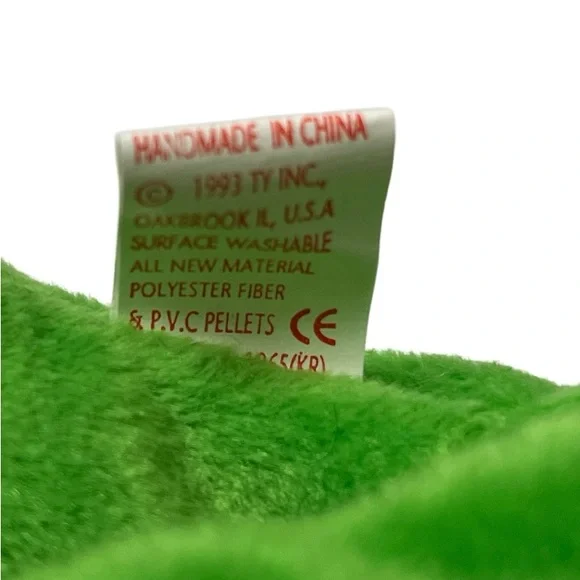 HANDMADE IN CHINA
© 1993 TY INC.,
OAKBROOK IL, U.S.A
SURFACE WASHABLE
ALL NEW MATERIAL
POLYESTER FIBER
& P.V.C PELLETS CE